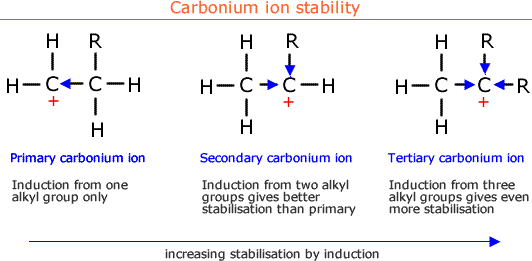 Carbonium ion stability
H R
H C C H
+
H
H R
H C C H
+
H
H R
H C C R
+
H
Primary carbonium ion
Induction from one
alkyl group only
Secondary carbonium ion
Induction from two alkyl
groups gives better
stabilisation than primary
Tertiary carbonium ion
Induction from three
alkyl groups gives even
more stabilisation
increasing stabilisation by induction